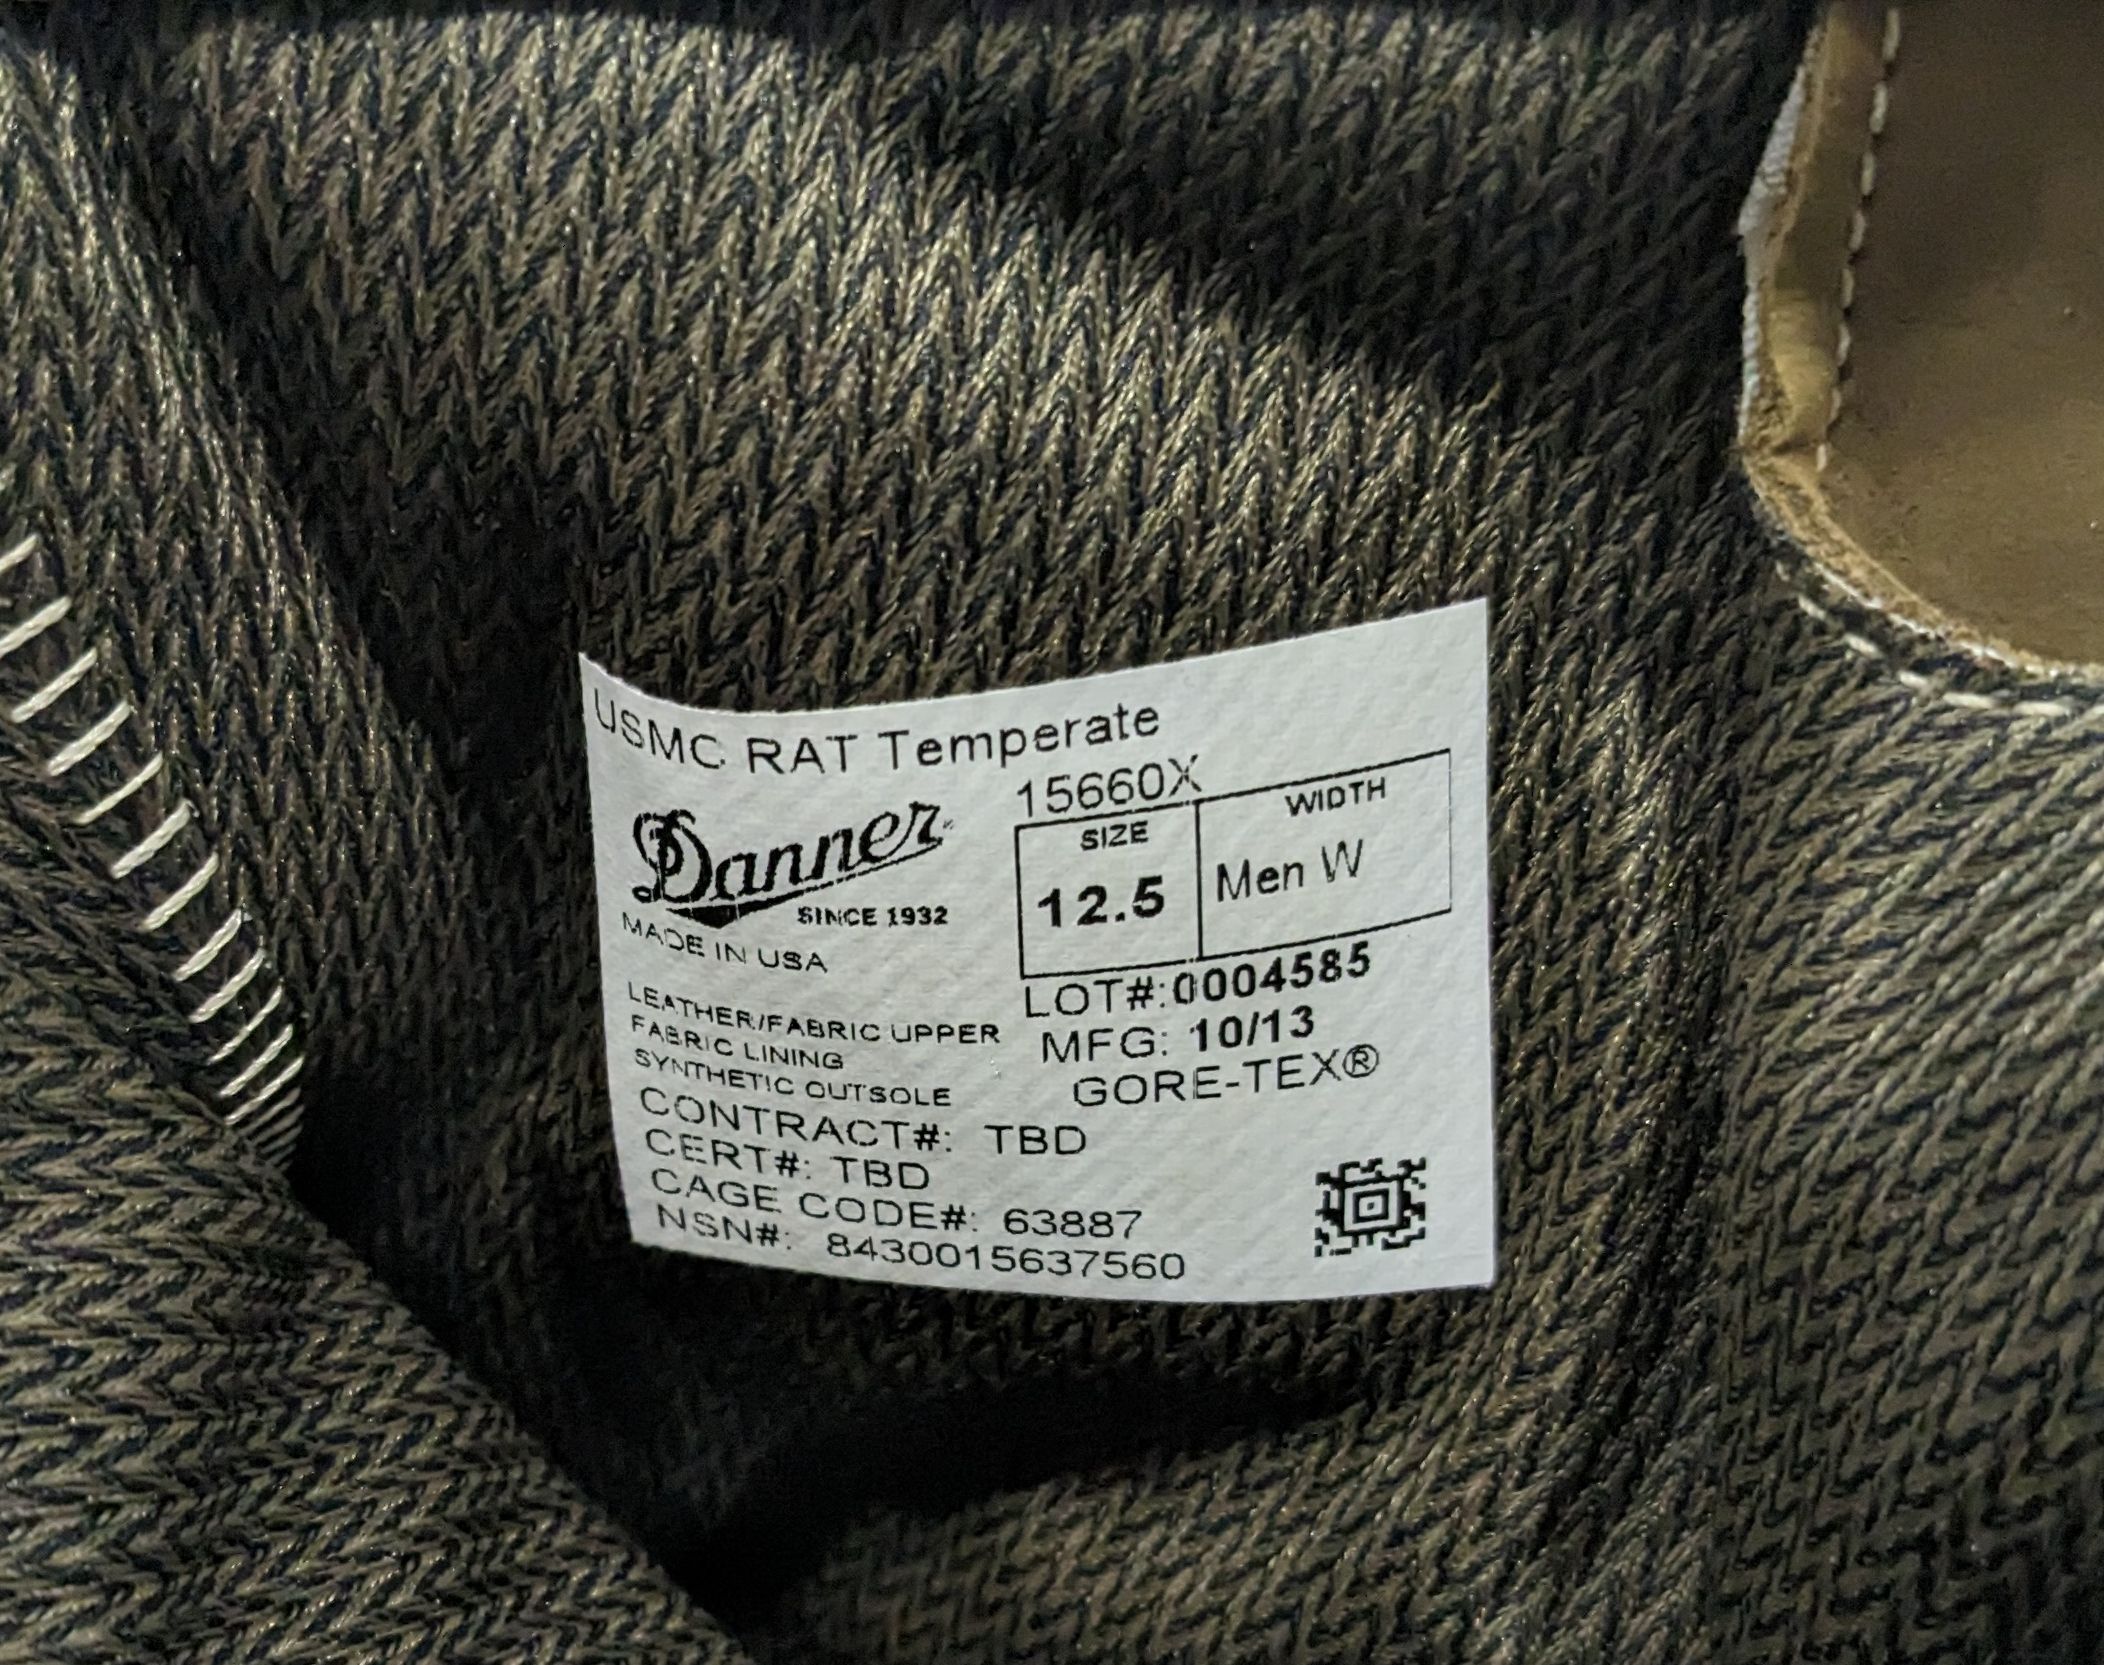 USMC RAT Temperate
15660X
Danner
SINCE 1932
MADE IN USA
SIZE
12.5
WIDTH
Men W
LOT#:0004585
MFG: 10/13
GORE-TEX®
LEATHER/FABRIC UPPER
FABRIC LINING
SYNTHETIC OUTSOLE
CONTRACT#: TBD
CERT#: TBD
CAGE CODE#: 63887
NSN#: 8430015637560